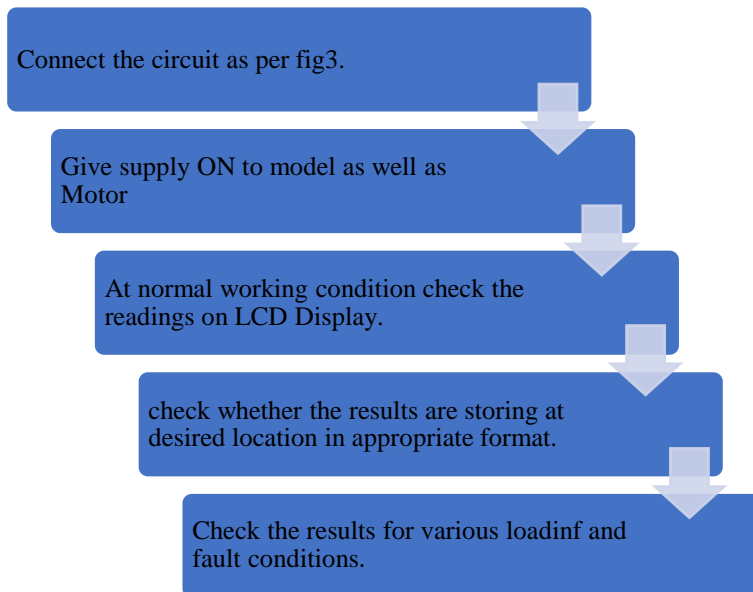 Connect the circuit as per fig3.
Give supply ON to model as well as
Motor
At normal working condition check the
readings on LCD Display.
check whether the results are storing at
desired location in appropriate format.
Check the results for various loadinf and
fault conditions.